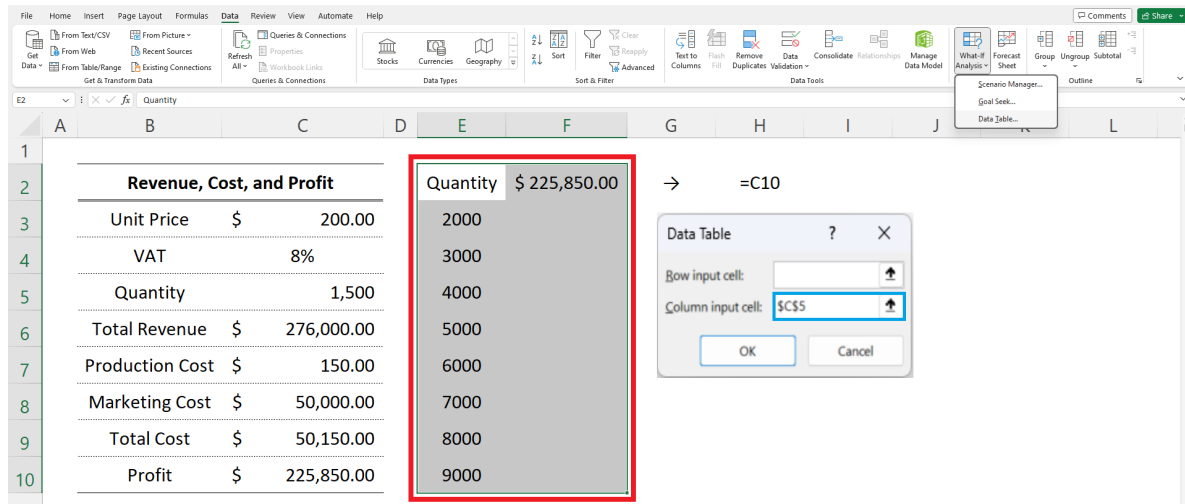 File Home Insert Page Layout Formulas Data Review View Automate Help Comments Share
From Text/CSV From Picture Queries & Connections Clear
Get Data From Web Recent Sources Refresh All Properties Stocks Currencies Geography Sort Filter Reapply Text to Columns Flash Fill Remove Duplicates Data Validation Consolidate Relationships Manage Data Model What-If Analysis Forecast Sheet Group Ungroup Subtotal
From Table/Range Existing Connections Workbook Links Advanced
Get & Transform Data Queries & Connections Data Types Sort & Filter Data Tools Outline
Scenario Manager...
Goal Seek...
Data Table...
E2 fx Quantity
A B C D E F G H I J K L
1
2 Revenue, Cost, and Profit Quantity $ 225,850.00 → =C10
3 Unit Price $ 200.00 2000
Data Table ? ×
4 VAT 8% 3000
Row input cell:
5 Quantity 1,500 4000
Column input cell: $C$5
6 Total Revenue $ 276,000.00 5000
OK Cancel
7 Production Cost $ 150.00 6000
8 Marketing Cost $ 50,000.00 7000
9 Total Cost $ 50,150.00 8000
10 Profit $ 225,850.00 9000